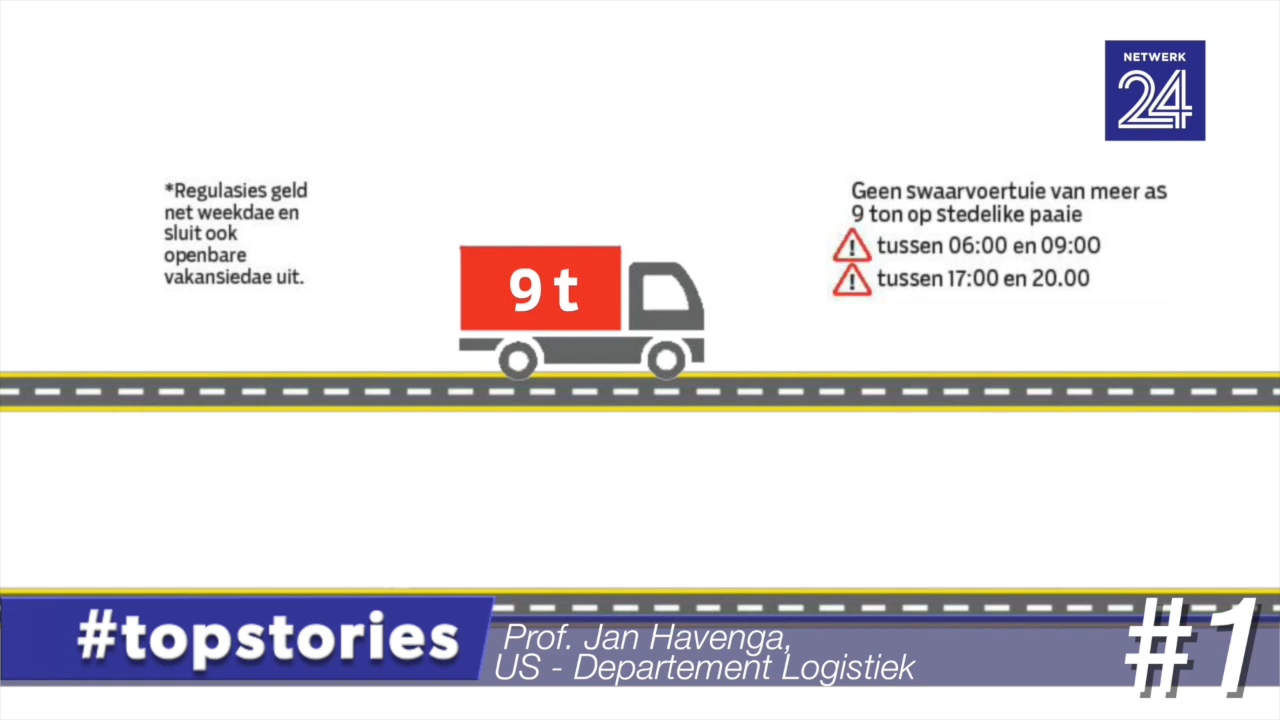 NETWERK
24
*Regulasies geld
net weekdae en
sluit ook
openbare
vakansiedae uit.
9 t
Geen swaarvoertuie van meer as
9 ton op stedelike paaie
tussen 06:00 en 09:00
tussen 17:00 en 20.00
#topstories
Prof. Jan Havenga,
US - Departement Logistiek
#1